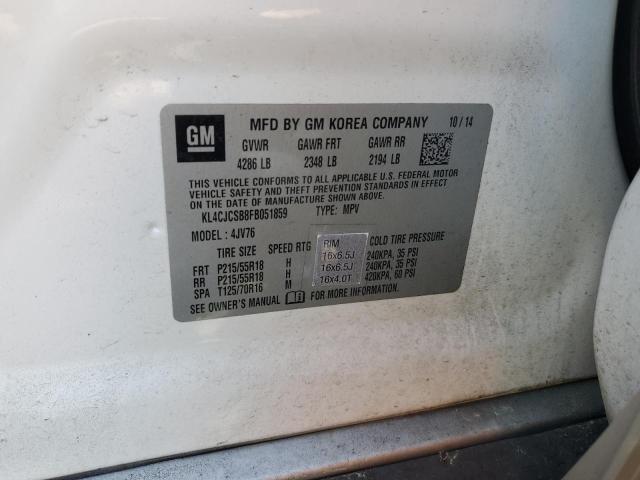 GM
MFD BY GM KOREA COMPANY 10/14
GVWR GAWR FRT GAWR RR
4286 LB 2348 LB 2194 LB
THIS VEHICLE CONFORMS TO ALL APPLICABLE U.S. FEDERAL MOTOR
VEHICLE SAFETY AND THEFT PREVENTION STANDARDS IN EFFECT
ON THE DATE OF MANUFACTURE SHOWN ABOVE.
KL4CJCSB8FB051859 TYPE: MPV
MODEL: 4JV76
TIRE SIZE SPEED RTG RIM COLD TIRE PRESSURE
FRT P215/55R18 H 16x6.5J 240KPA, 35 PSI
RR P215/55R18 H 16x6.5J 240KPA, 35 PSI
SPA T125/70R16 M 16x4.0T 420KPA, 60 PSI
SEE OWNER'S MANUAL FOR MORE INFORMATION.